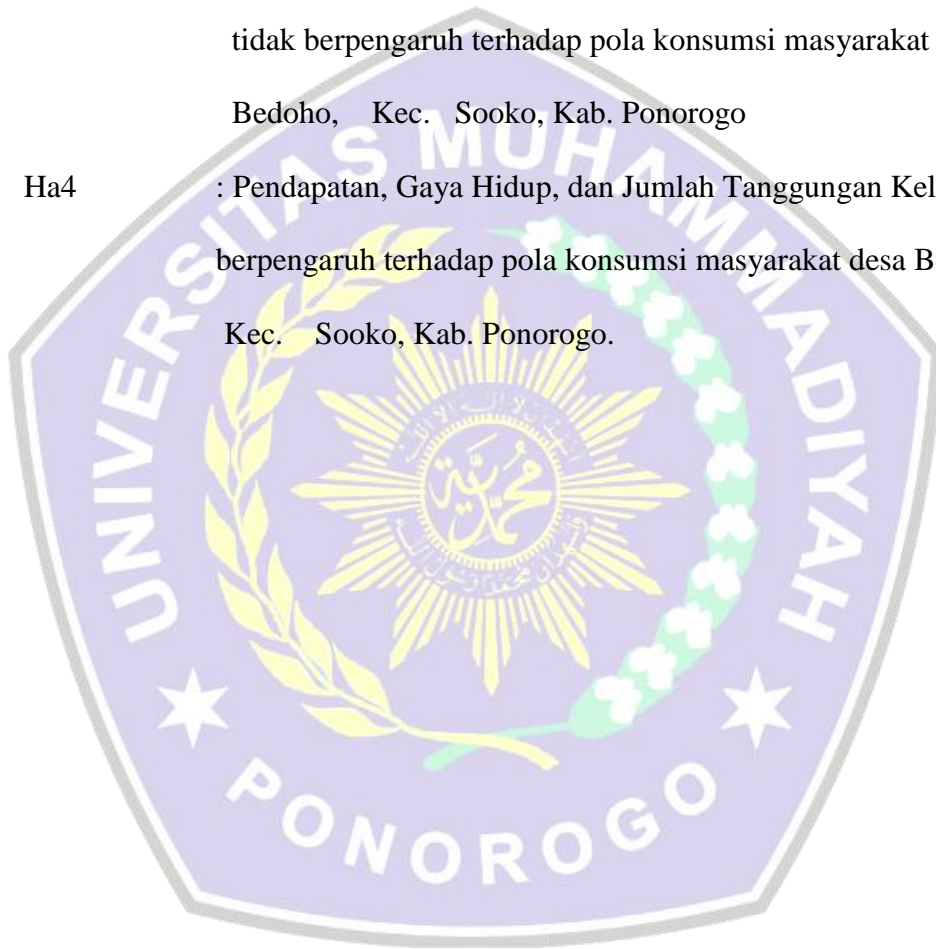 tidak berpengaruh terhadap pola konsumsi masyarakat
Bedoho, Kec. Sooko, Kab. Ponorogo
Ha4 : Pendapatan, Gaya Hidup, dan Jumlah Tanggungan Kel
berpengaruh terhadap pola konsumsi masyarakat desa B
Kec. Sooko, Kab. Ponorogo.
UNIVERSITAS MUHAMMADIYAH
PONOROGO
محمدية